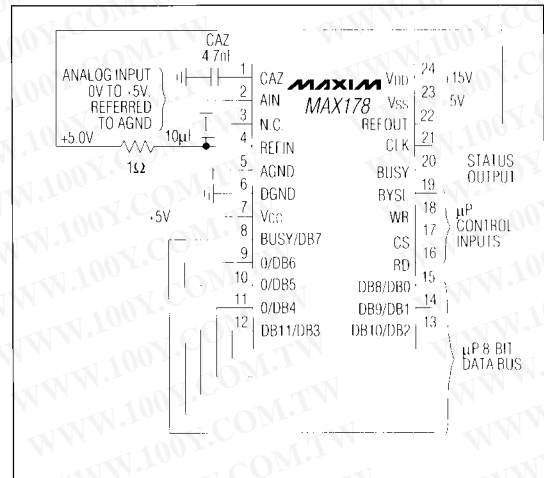 CAZ
4 7nf
ANALOG INPUT
0V TO +5V.
REFERRED
TO AGND
+5.0V
10µf
1Ω
+5V
1 CAZ
2 AIN
3 N.C.
4 REFIN
5 AGND
6 DGND
7 VCC
8 BUSY/DB7
9 0/DB6
10 0/DB5
11 0/DB4
12 DB11/DB3
MAXIM
MAX178
VDD 24 +15V
VSS 23 5V
REFOUT 22
CLK 21
BUSY 20
BYSL 19
WR 18
CS 17
RD 16
DB8/DB0 15
DB9/DB1 14
DB10/DB2 13
STATUS
OUTPUT
µP
CONTROL
INPUTS
µP 8 BIT
DATA BUS
WWW.100Y.COM.TW